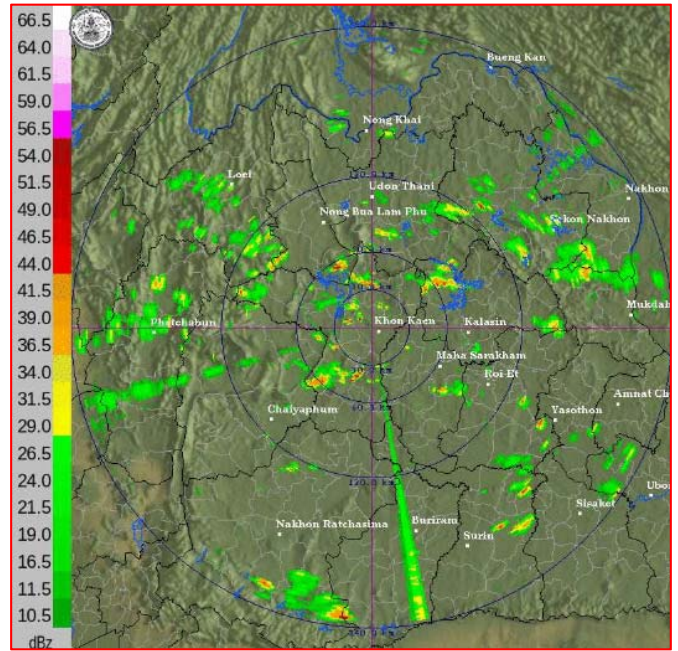 66.5
64.0
61.5
59.0
56.5
54.0
51.5
49.0
46.5
44.0
41.5
39.0
36.5
34.0
31.5
29.0
26.5
24.0
21.5
19.0
16.5
11.5
10.5
dBz
Bueng Kan
Nong Khai
Loei
Udon Thani
Nakhon
Nong Bua Lam Phu
Sakon Nakhon
Mukdah
Phetchabun
Khon Kaen
Kalasin
Maha Sarakham
Roi-Et
Amnat Ch
Chaiyaphum
Yasothon
120.0 km
Ubon
Sisaket
Nakhon Ratchasima
Buriram
Surin